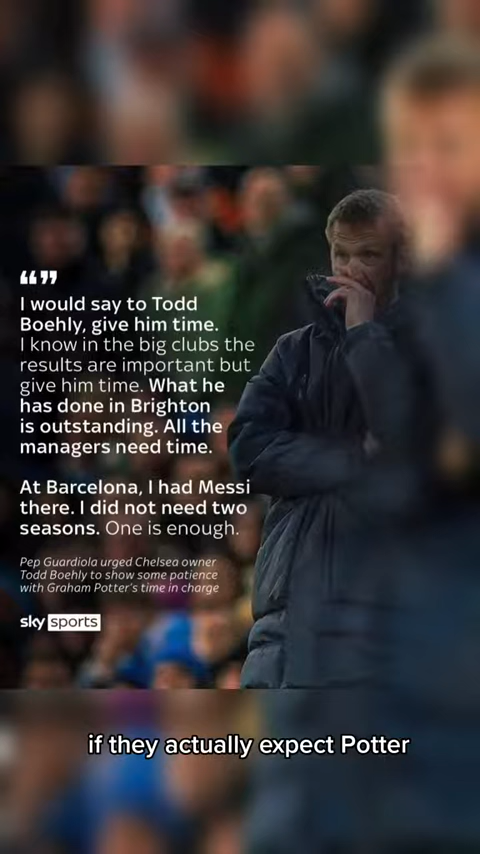 ““””
I would say to Todd
Boehly, give him time.
I know in the big clubs the
results are important but
give him time. What he
has done in Brighton
is outstanding. All the
managers need time.
At Barcelona, I had Messi
there. I did not need two
seasons. One is enough.
Pep Guardiola urged Chelsea owner
Todd Boehly to show some patience
with Graham Potter's time in charge
sky sports
if they actually expect Potter